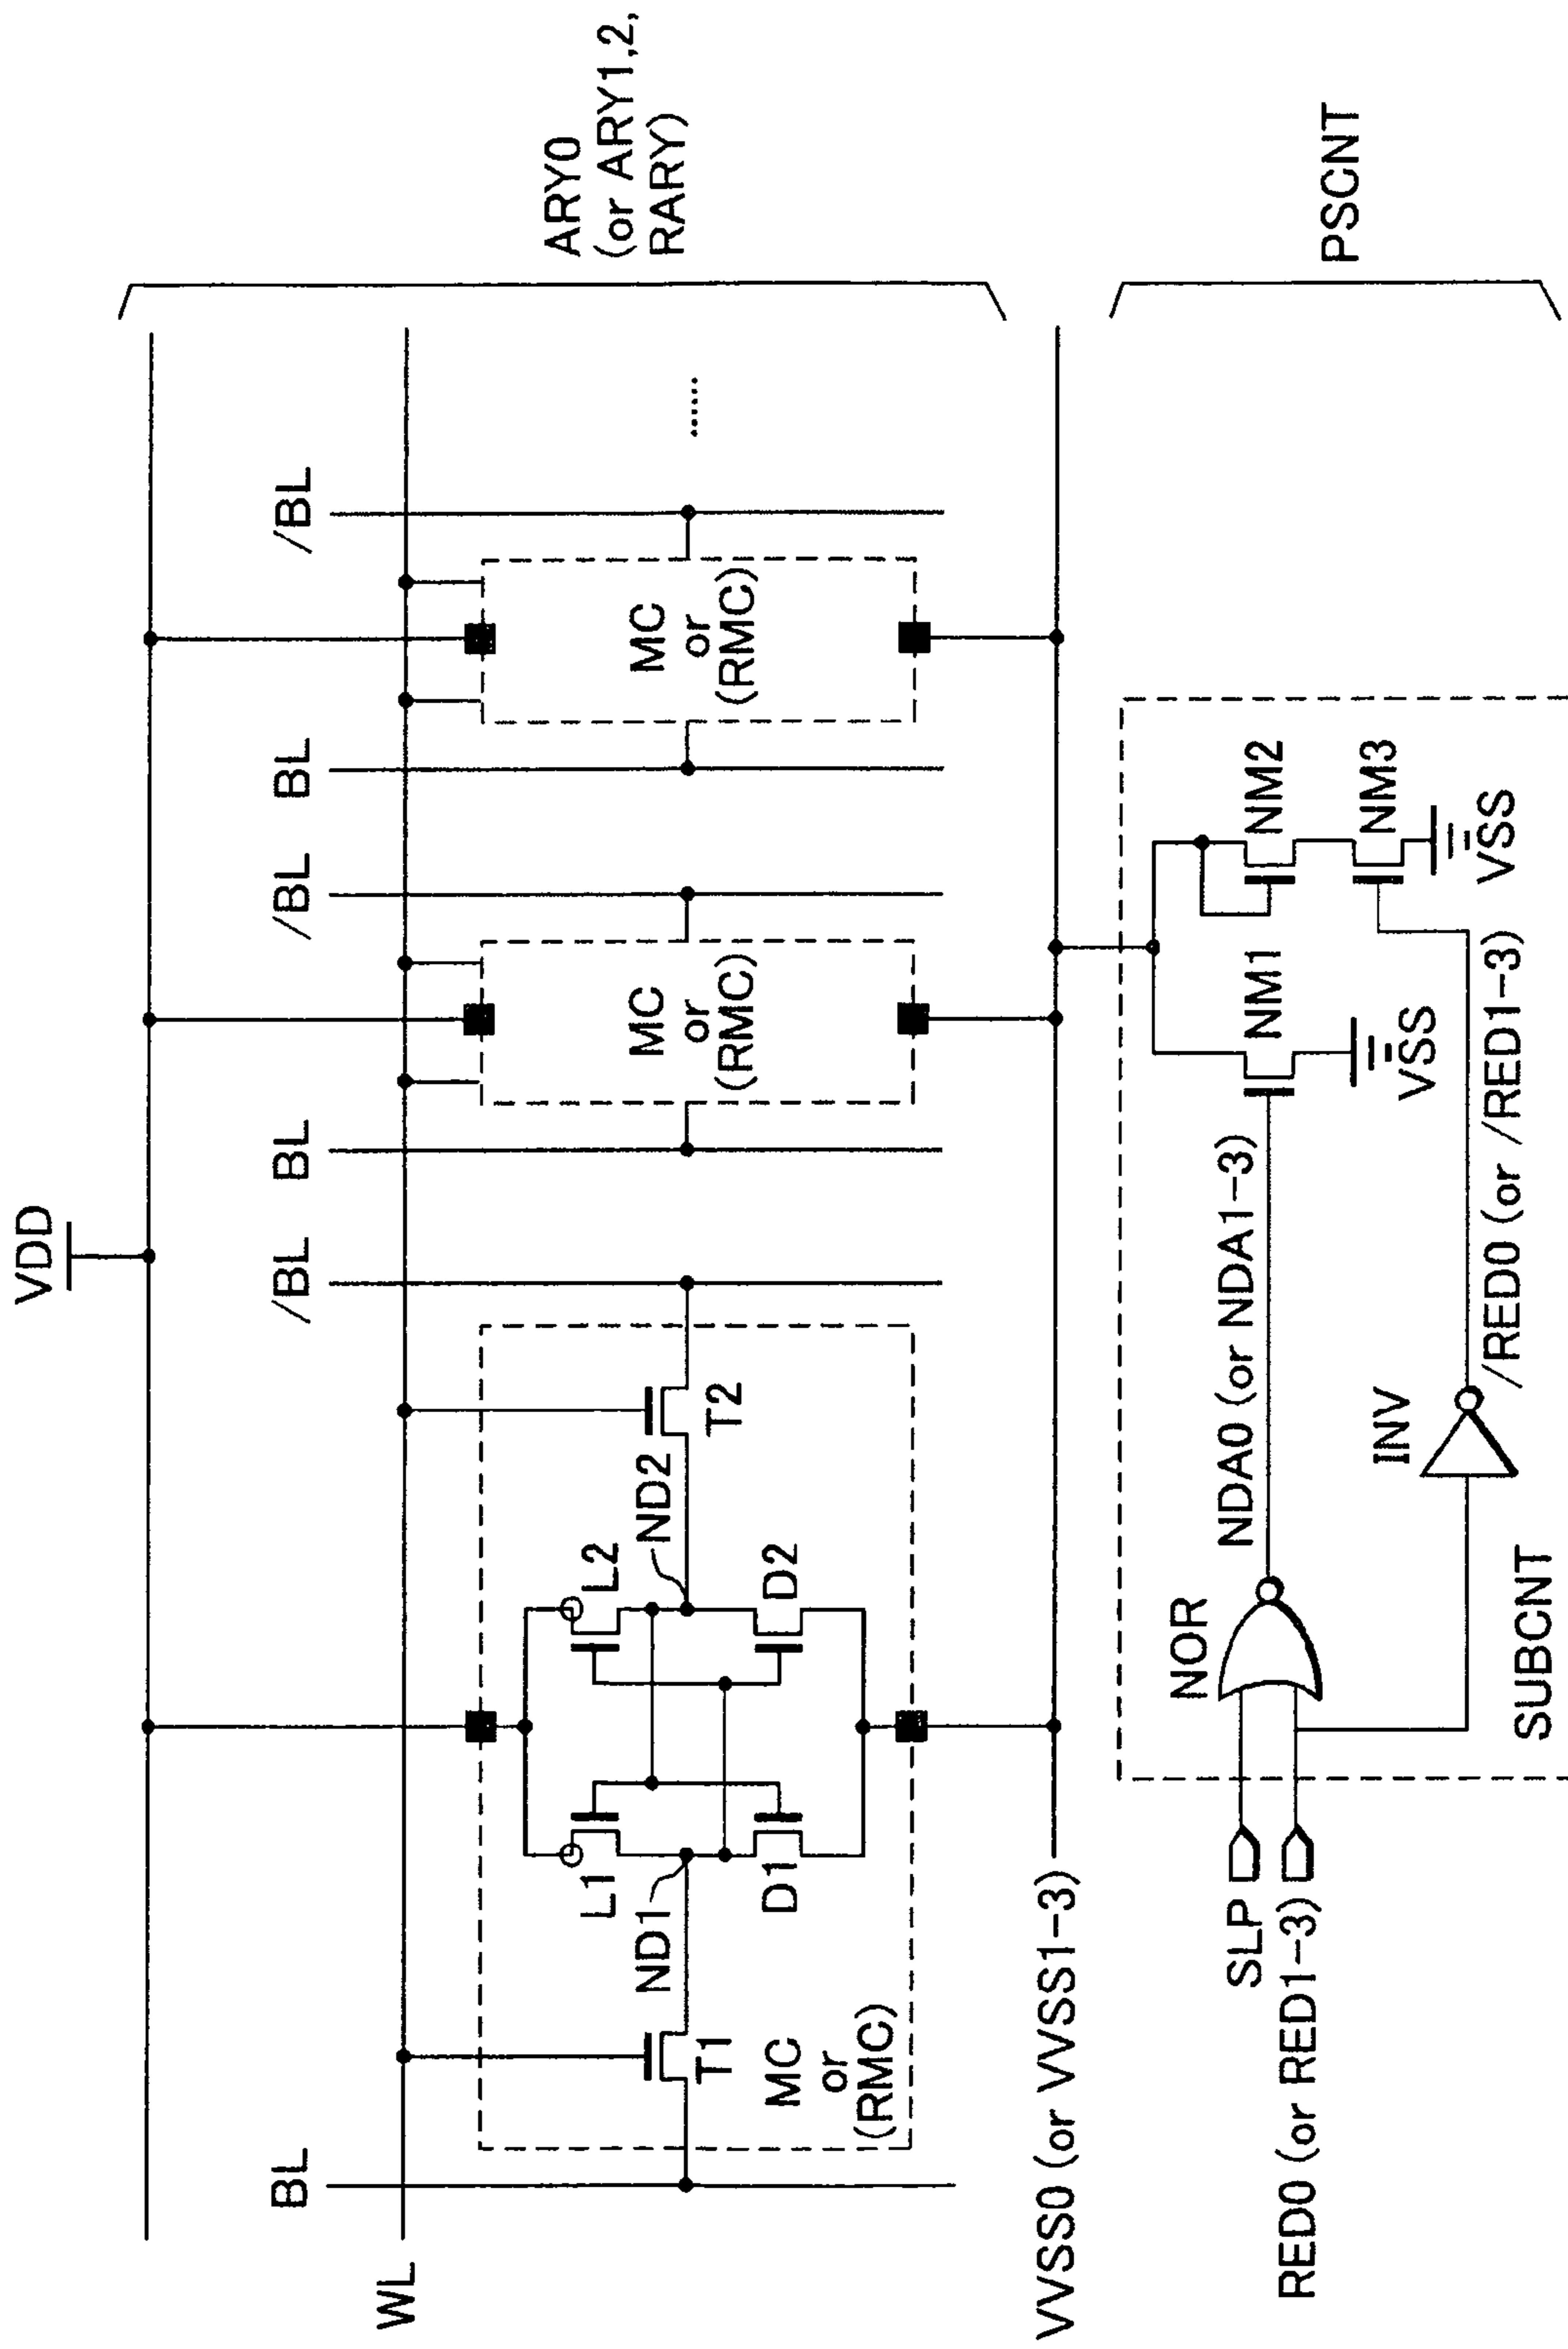 VDD
BL
/BL
BL
/BL
BL
/BL
WL
ARY0
(or ARY1,2,
RARY)
L1
L2
ND1
ND2
T1
T2
D1
D2
MC
or
(RMC)
MC
or
(RMC)
MC
or
(RMC)
......
VVSS0 (or VVSS1-3)
SLP
RED0 (or RED1-3)
NOR
NDA0 (or NDA1-3)
NM1
NM2
NM3
VSS
VSS
INV
/RED0 (or /RED1-3)
SUBCNT
PSCNT